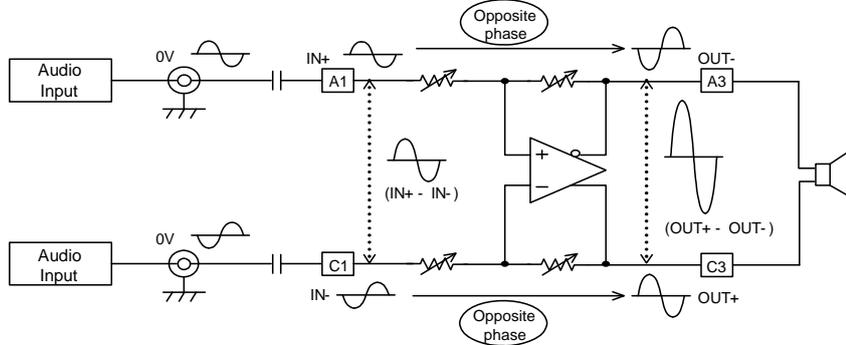 Opposite
phase
0V
IN+
OUT-
Audio
Input
A1
A3
+
(IN+ - IN-)
−
(OUT+ - OUT-)
0V
Audio
Input
C1
C3
IN-
OUT+
Opposite
phase